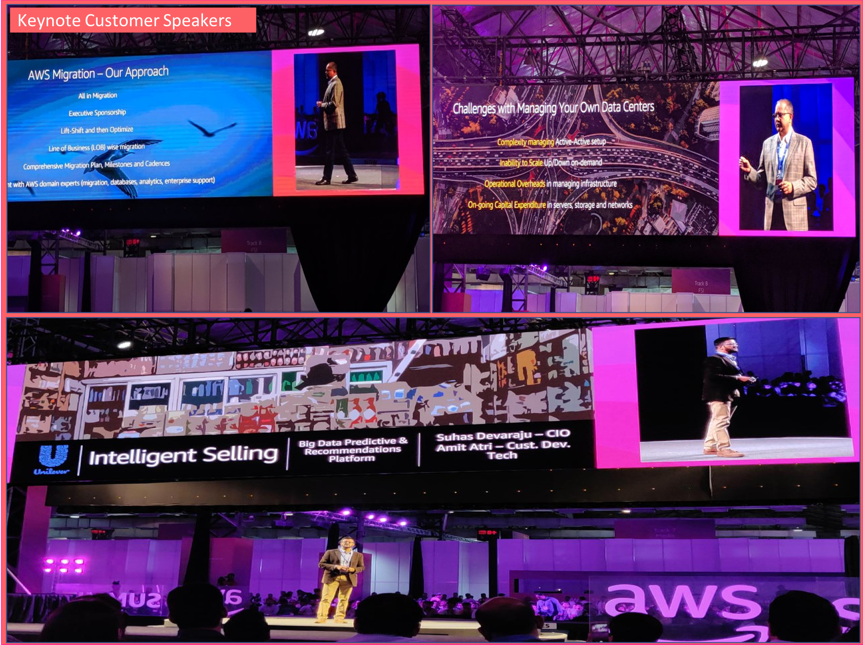 Keynote Customer Speakers
AWS Migration – Our Approach
All in Migration
Executive Sponsorship
Lift-Shift and then Optimize
Line of Business (LOB) wise migration
Comprehensive Migration Plan, Milestones and Cadences
with AWS domain experts (migration, databases, analytics, enterprise support)
Challenges with Managing Your Own Data Centers
Complexity managing Active-Active setup
Inability to Scale Up/Down on-demand
Operational Overheads in managing infrastructure
On-going Capital Expenditure in servers, storage and networks
Unilever
Intelligent Selling
Big Data Predictive &
Recommendations
Platform
Suhas Devaraju – CIO
Amit Atri – Cust. Dev.
Tech
aws